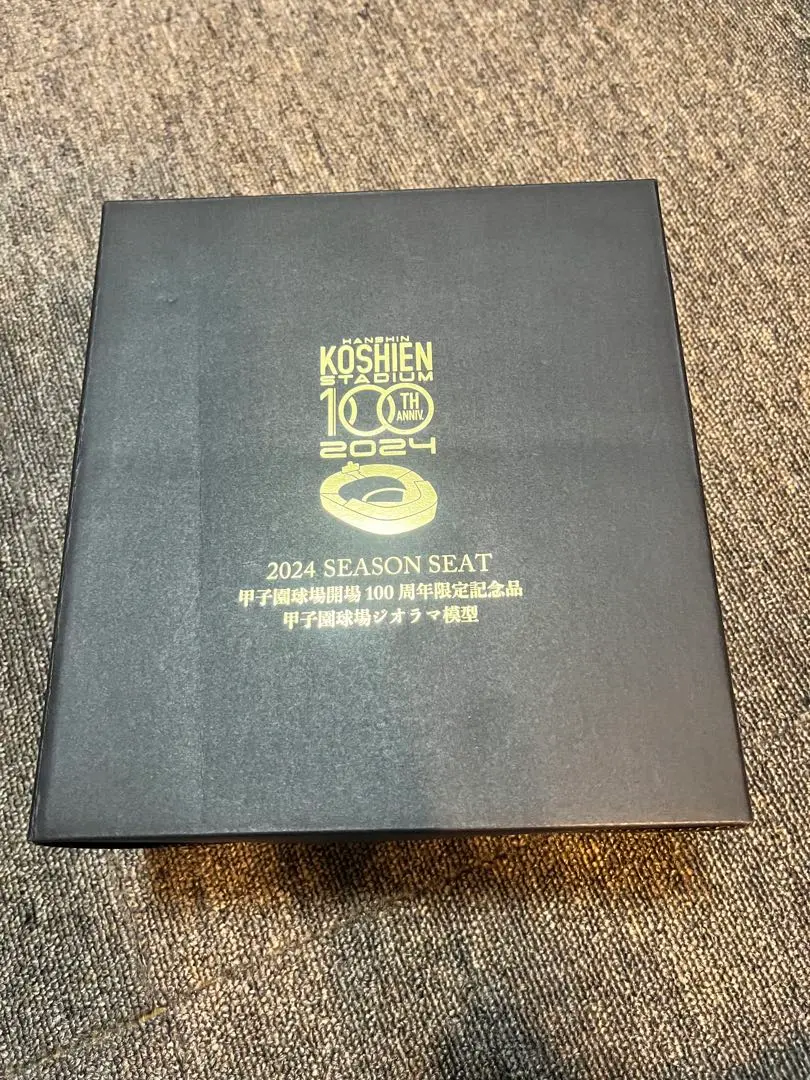 HANSHIN
KOSHIEN
STADIUM
100TH
ANNIV.
2024
2024 SEASON SEAT
甲子園球場開場100周年限定記念品
甲子園球場ジオラマ模型